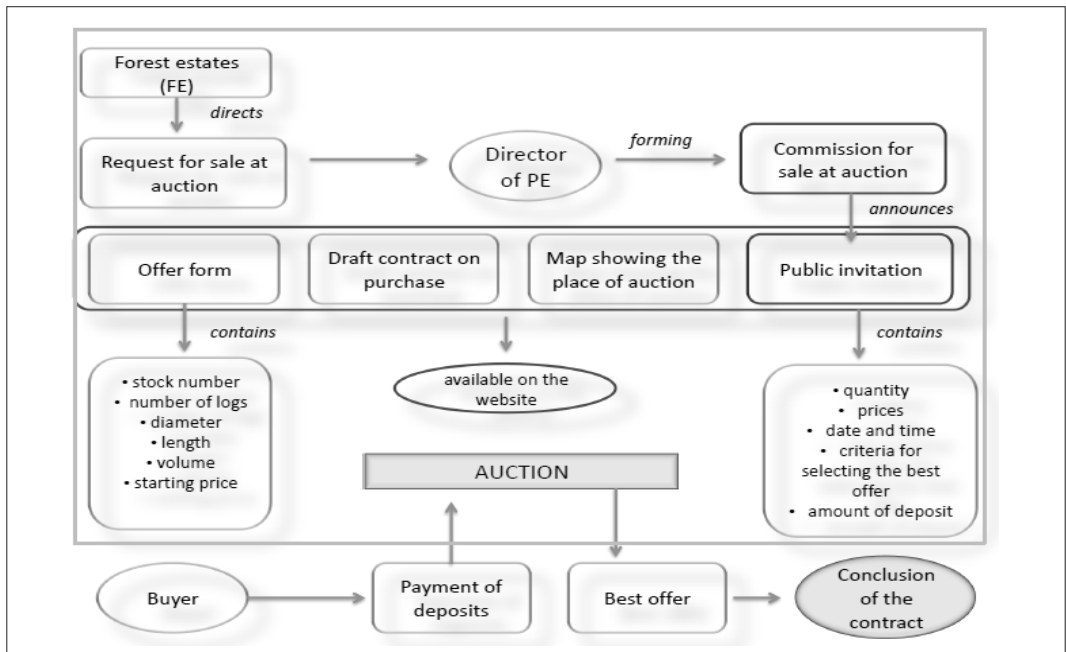 Forest estates
(FE)
directs
Request for sale at
auction
Director
of PE
forming
Commission for
sale at auction
announces
Offer form
Draft contract on
purchase
Map showing the
place of auction
Public invitation
contains
contains
• stock number
• number of logs
• diameter
• length
• volume
• starting price
available on the
website
• quantity
• prices
• date and time
• criteria for
selecting the best
offer
• amount of deposit
AUCTION
Buyer
Payment of
deposits
Best offer
Conclusion
of the
contract